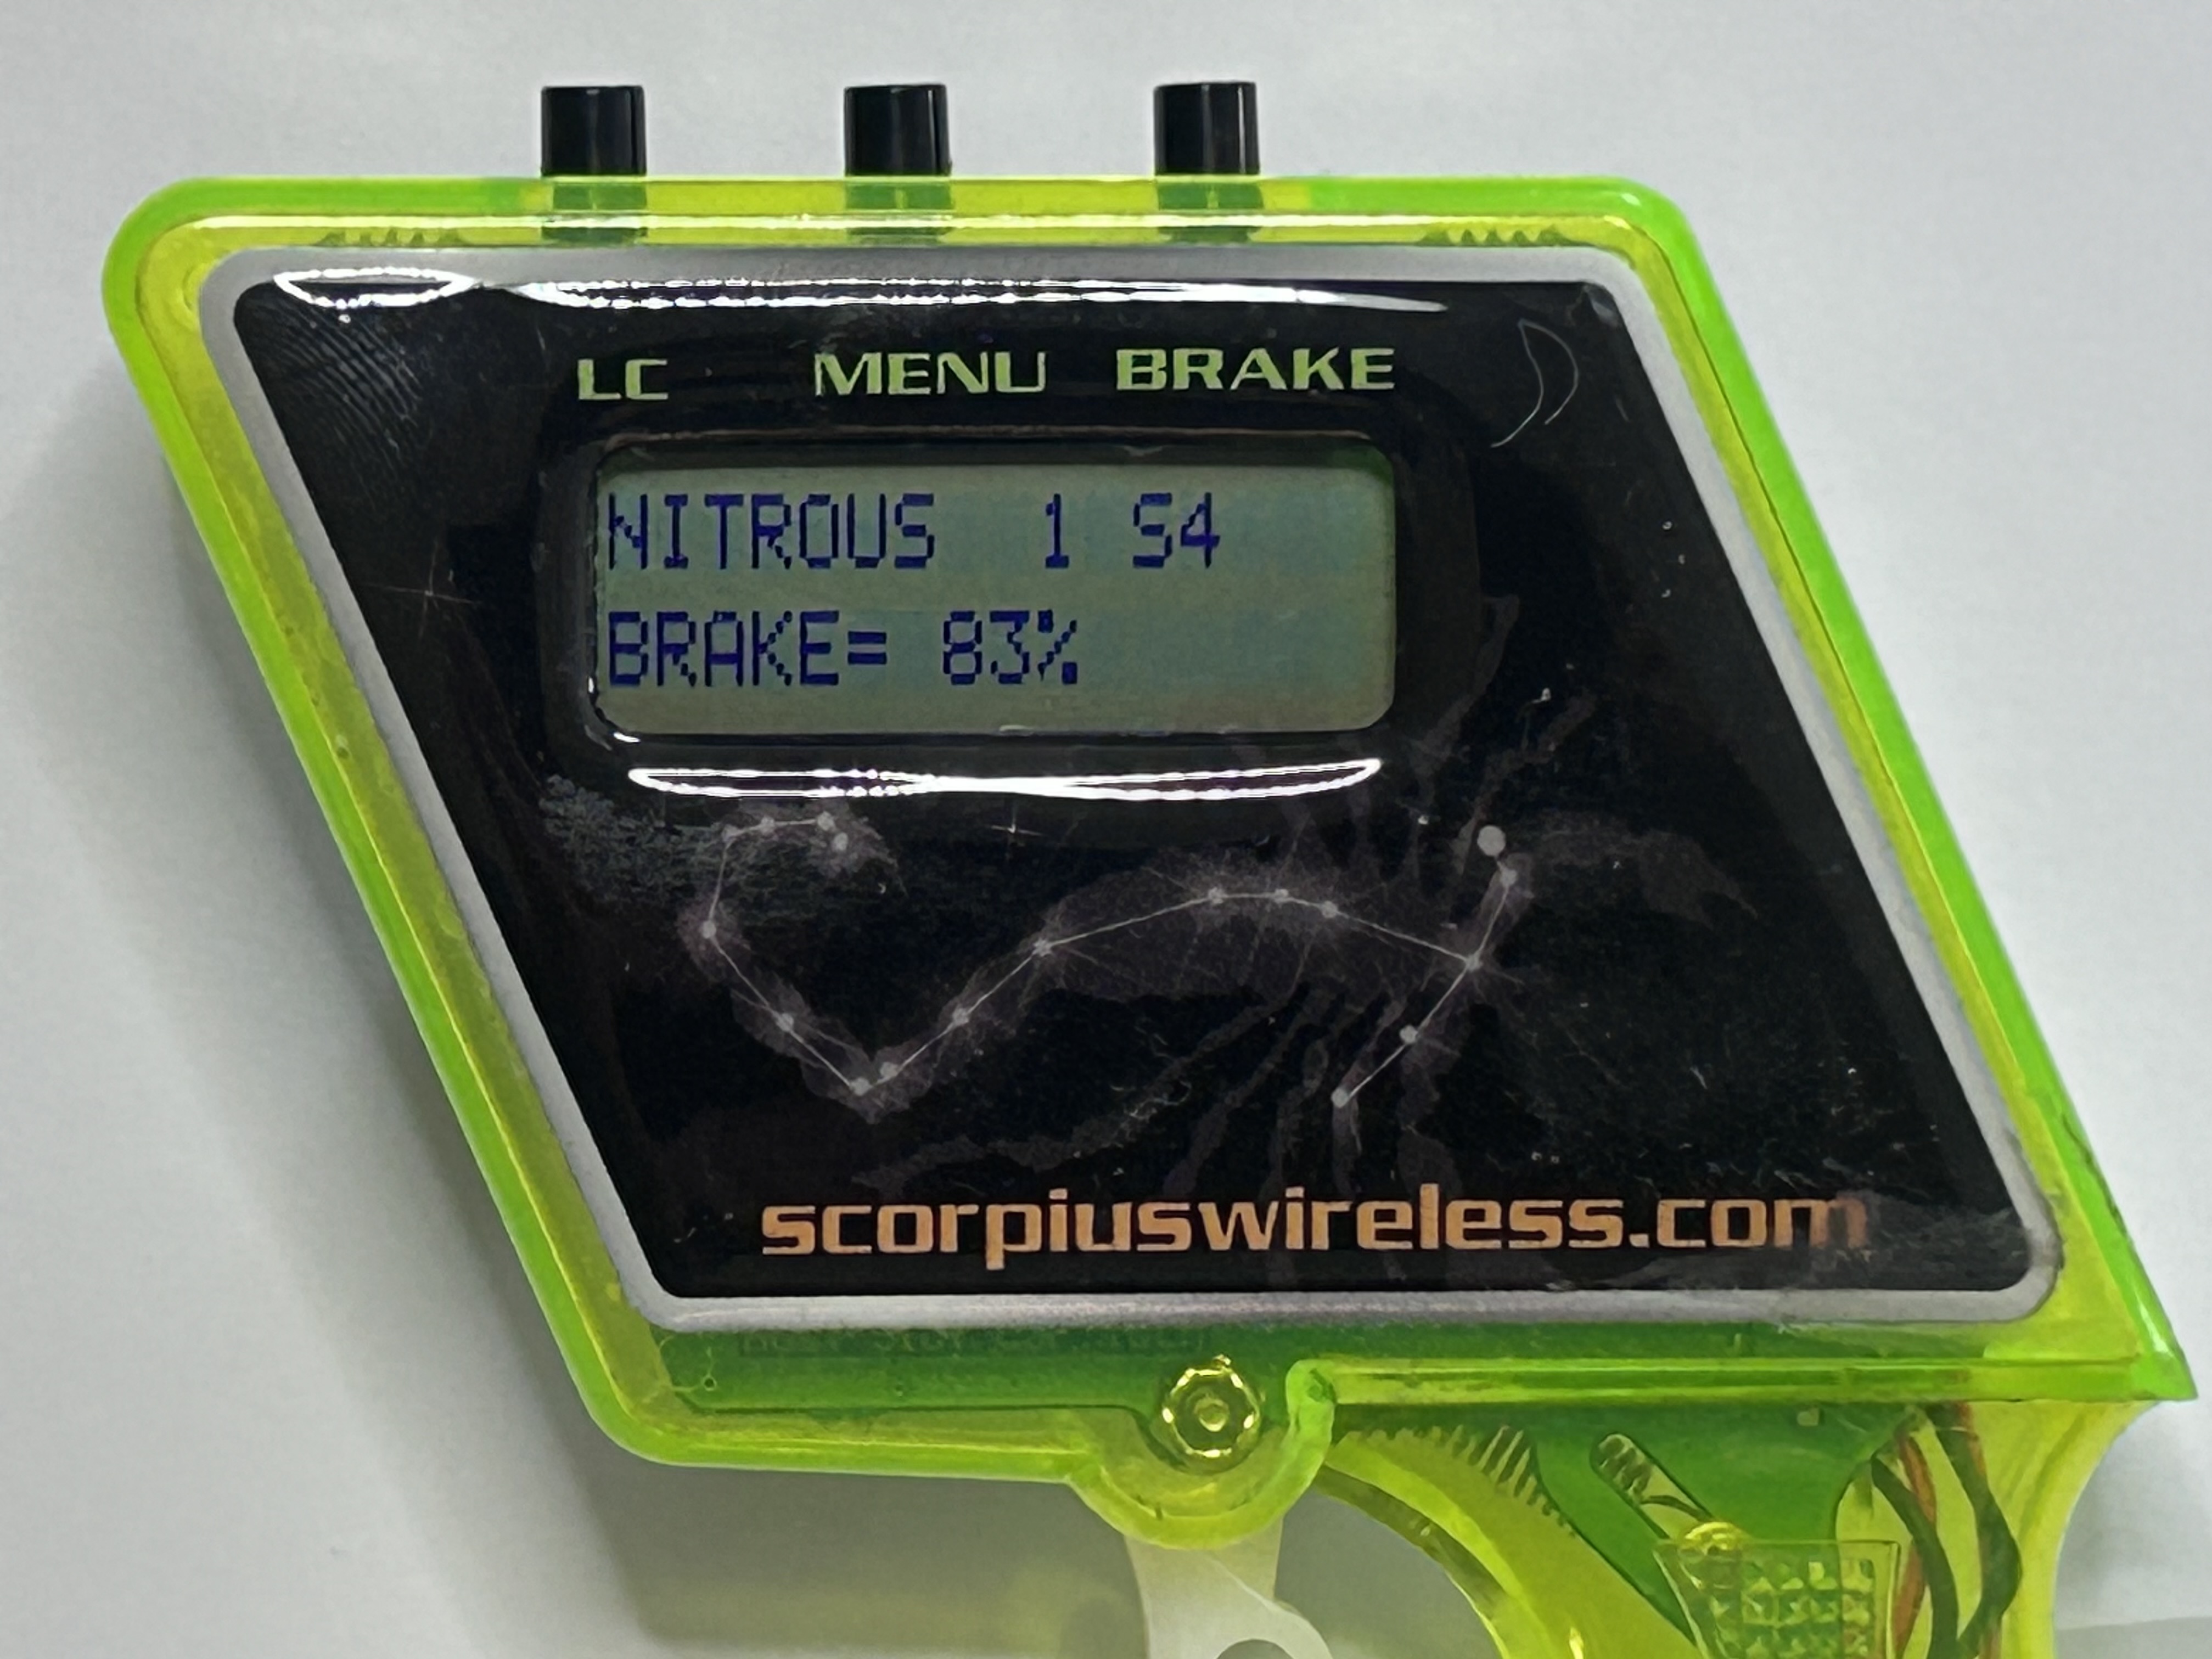 LC MENU BRAKE
NITROUS 1 S4
BRAKE= 83%
scorpiuswireless.com